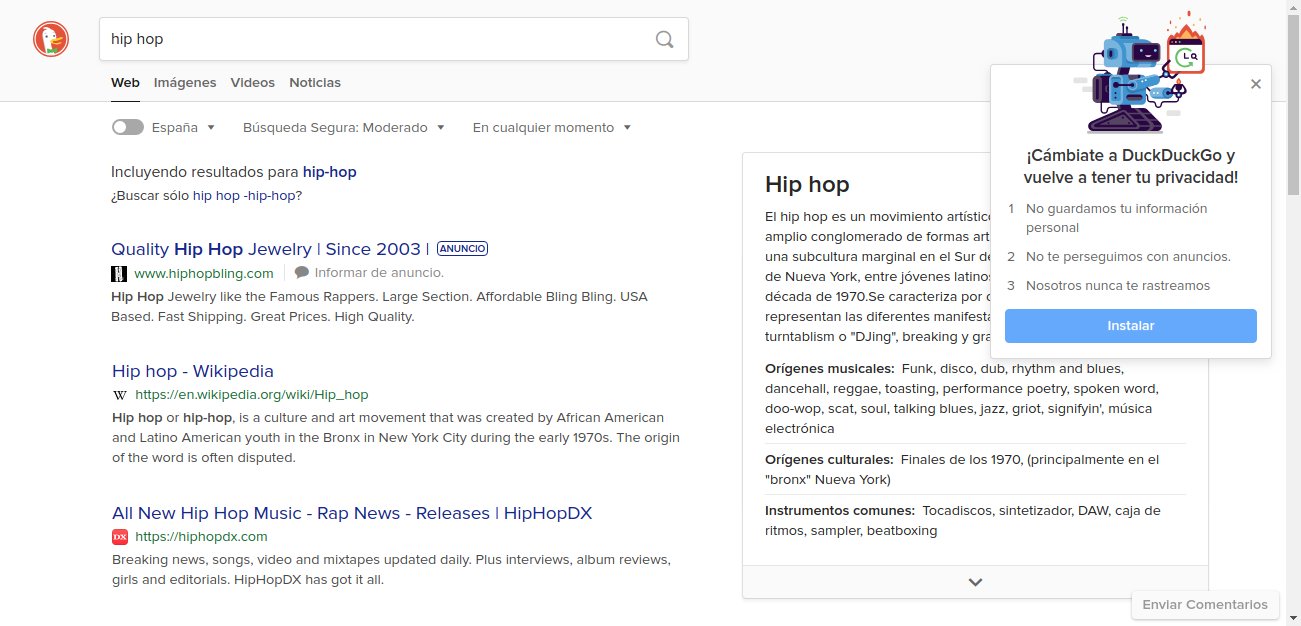 hip hop
Web Imágenes Videos Noticias
España Búsqueda Segura: Moderado En cualquier momento
Incluyendo resultados para hip-hop
¿Buscar sólo hip hop -hip-hop?
Quality Hip Hop Jewelry | Since 2003 | ANUNCIO
www.hiphopbling.com Informar de anuncio.
Hip Hop Jewelry like the Famous Rappers. Large Section. Affordable Bling Bling. USA
Based. Fast Shipping. Great Prices. High Quality.
Hip hop - Wikipedia
W https://en.wikipedia.org/wiki/Hip_hop
Hip hop or hip-hop, is a culture and art movement that was created by African American
and Latino American youth in the Bronx in New York City during the early 1970s. The origin
of the word is often disputed.
All New Hip Hop Music - Rap News - Releases | HipHopDX
DX https://hiphopdx.com
Breaking news, songs, video and mixtapes updated daily. Plus interviews, album reviews,
girls and editorials. HipHopDX has got it all.
Hip hop
El hip hop es un movimiento artístico
amplio conglomerado de formas art
una subcultura marginal en el Sur de
de Nueva York, entre jóvenes latinos
década de 1970.Se caracteriza por
representan las diferentes manifesta
turntablism o "DJing", breaking y gra
Orígenes musicales: Funk, disco, dub, rhythm and blues,
dancehall, reggae, toasting, performance poetry, spoken word,
doo-wop, scat, soul, talking blues, jazz, griot, signifyin', música
electrónica
Orígenes culturales: Finales de los 1970, (principalmente en el
"bronx" Nueva York)
Instrumentos comunes: Tocadiscos, sintetizador, DAW, caja de
ritmos, sampler, beatboxing
¡Cámbiate a DuckDuckGo y
vuelve a tener tu privacidad!
1 No guardamos tu información
personal
2 No te perseguimos con anuncios.
3 Nosotros nunca te rastreamos
Instalar
Enviar Comentarios